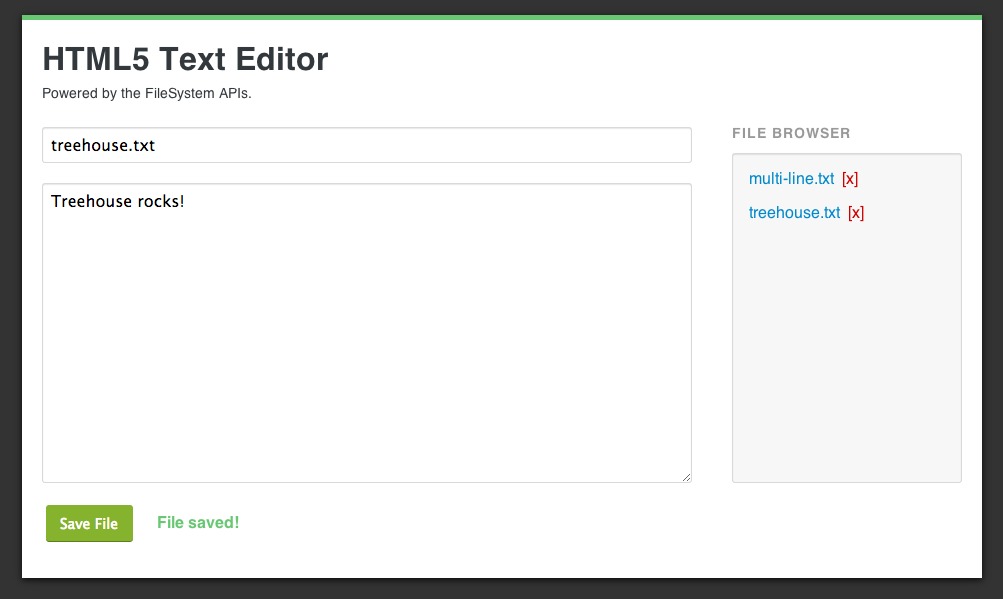 HTML5 Text Editor
Powered by the FileSystem APIs.
treehouse.txt
Treehouse rocks!
Save File
File saved!
FILE BROWSER
multi-line.txt [x]
treehouse.txt [x]